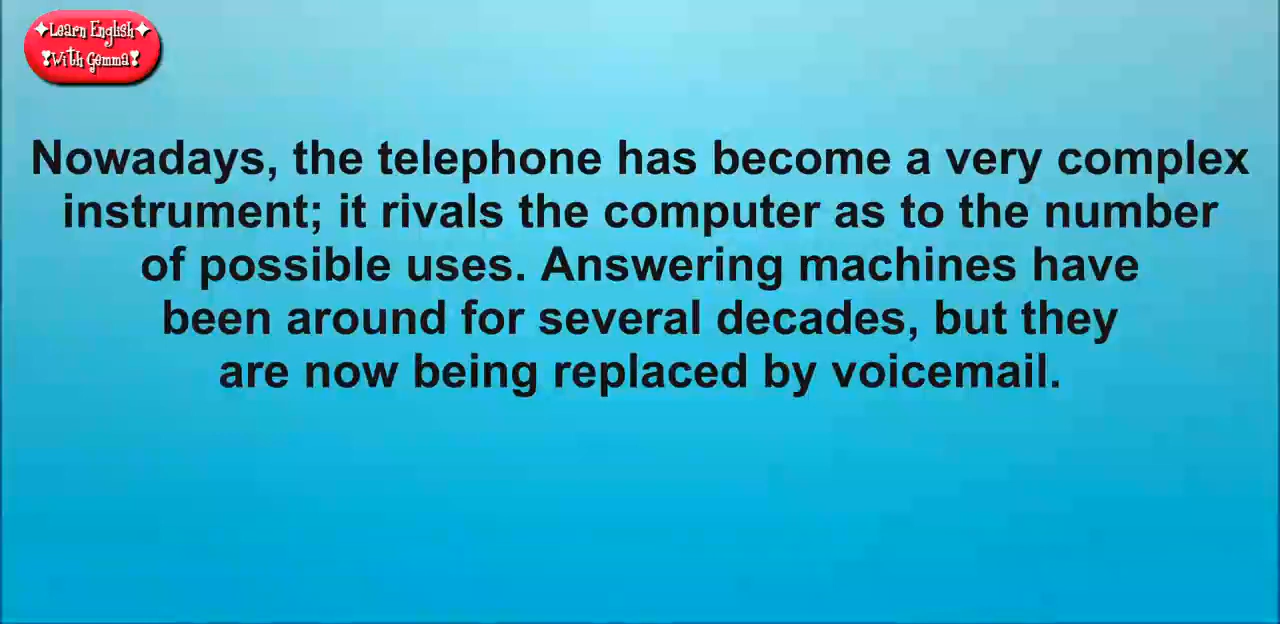 Learn English
With Gemma
Nowadays, the telephone has become a very complex
instrument; it rivals the computer as to the number
of possible uses. Answering machines have
been around for several decades, but they
are now being replaced by voicemail.